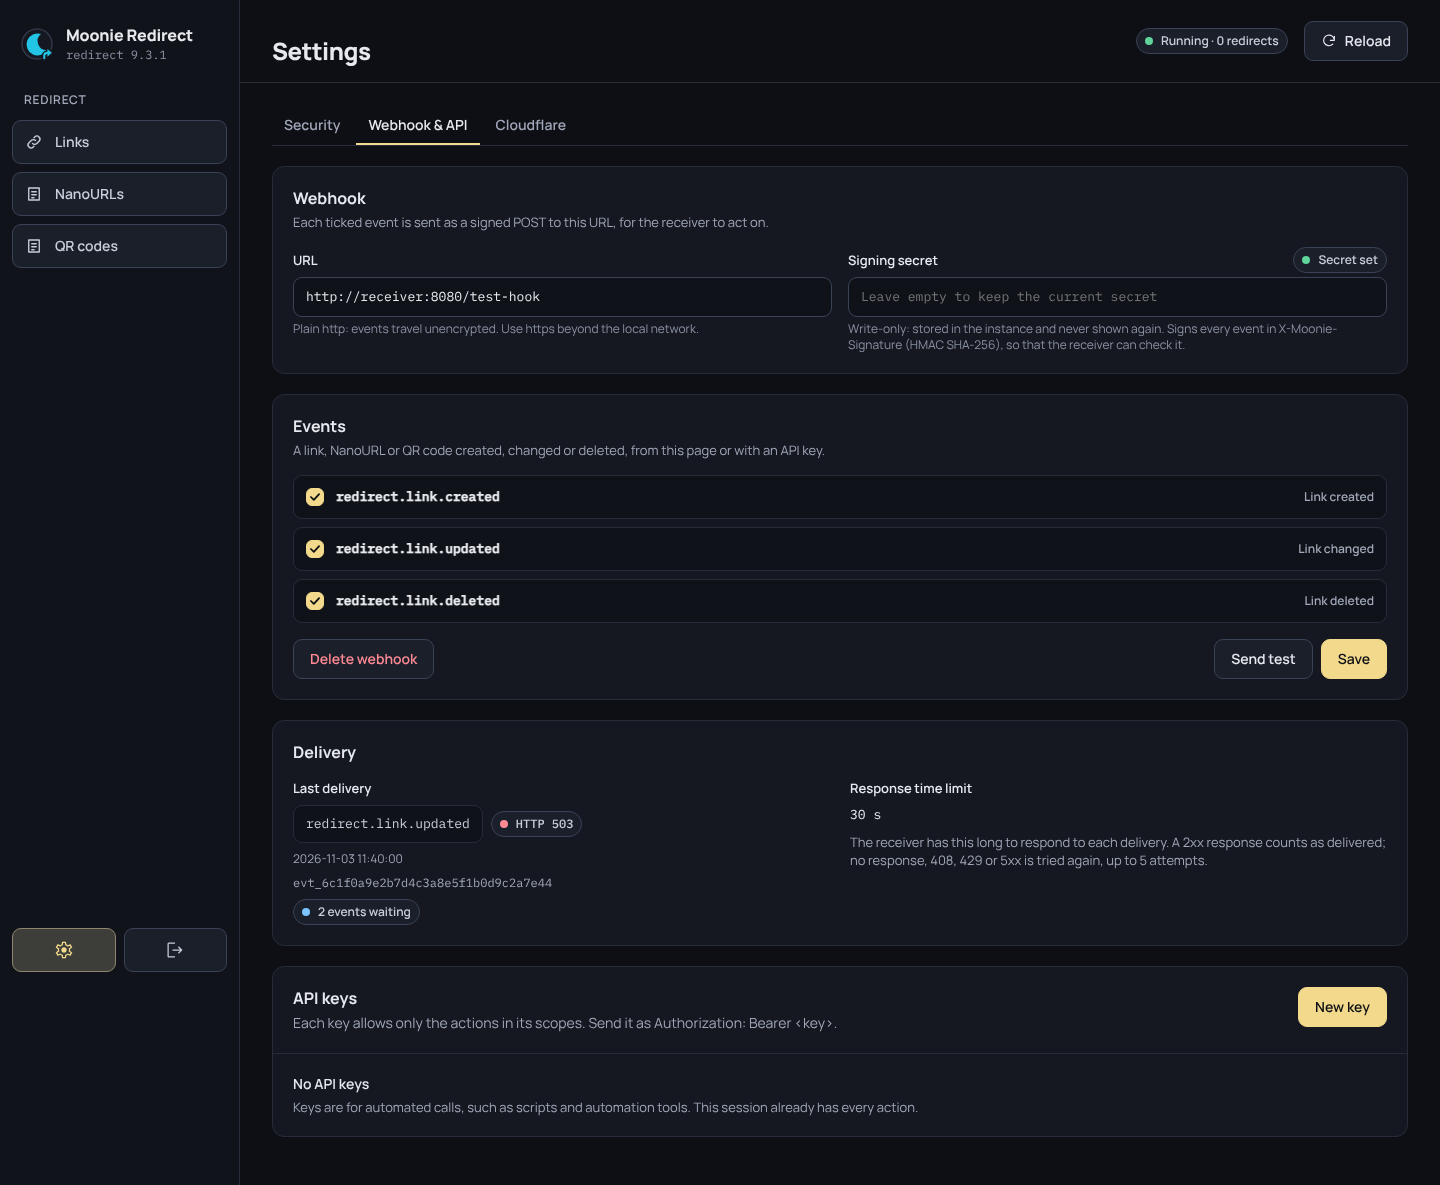 Moonie Redirect
redirect 9.3.1
REDIRECT
Links
NanoURLs
QR codes
Settings
Running · 0 redirects
Reload
Security
Webhook & API
Cloudflare
Webhook
Each ticked event is sent as a signed POST to this URL, for the receiver to act on.
URL
http://receiver:8080/test-hook
Plain http: events travel unencrypted. Use https beyond the local network.
Signing secret
Secret set
Leave empty to keep the current secret
Write-only: stored in the instance and never shown again. Signs every event in X-Moonie-
Signature (HMAC SHA-256), so that the receiver can check it.
Events
A link, NanoURL or QR code created, changed or deleted, from this page or with an API key.
redirect.link.created
Link created
redirect.link.updated
Link changed
redirect.link.deleted
Link deleted
Delete webhook
Send test
Save
Delivery
Last delivery
redirect.link.updated
HTTP 503
2026-11-03 11:40:00
evt_6c1f0a9e2b7d4c3a8e5f1b0d9c2a7e44
2 events waiting
Response time limit
30 s
The receiver has this long to respond to each delivery. A 2xx response counts as delivered;
no response, 408, 429 or 5xx is tried again, up to 5 attempts.
API keys
Each key allows only the actions in its scopes. Send it as Authorization: Bearer <key>.
New key
No API keys
Keys are for automated calls, such as scripts and automation tools. This session already has every action.